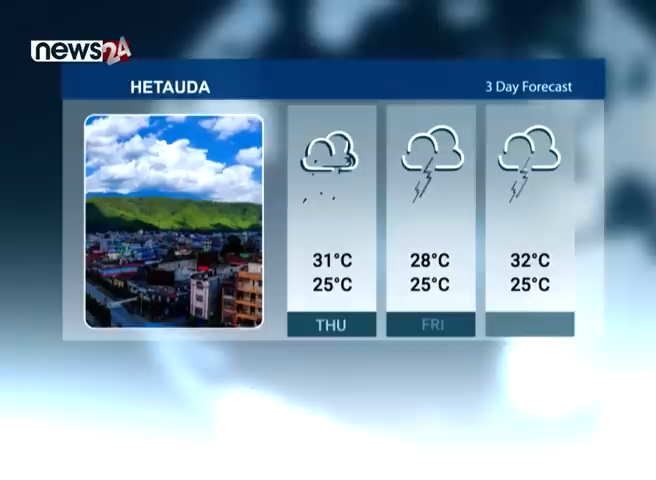 news24
HETAUDA
3 Day Forecast
31°C
25°C
THU
28°C
25°C
FRI
32°C
25°C